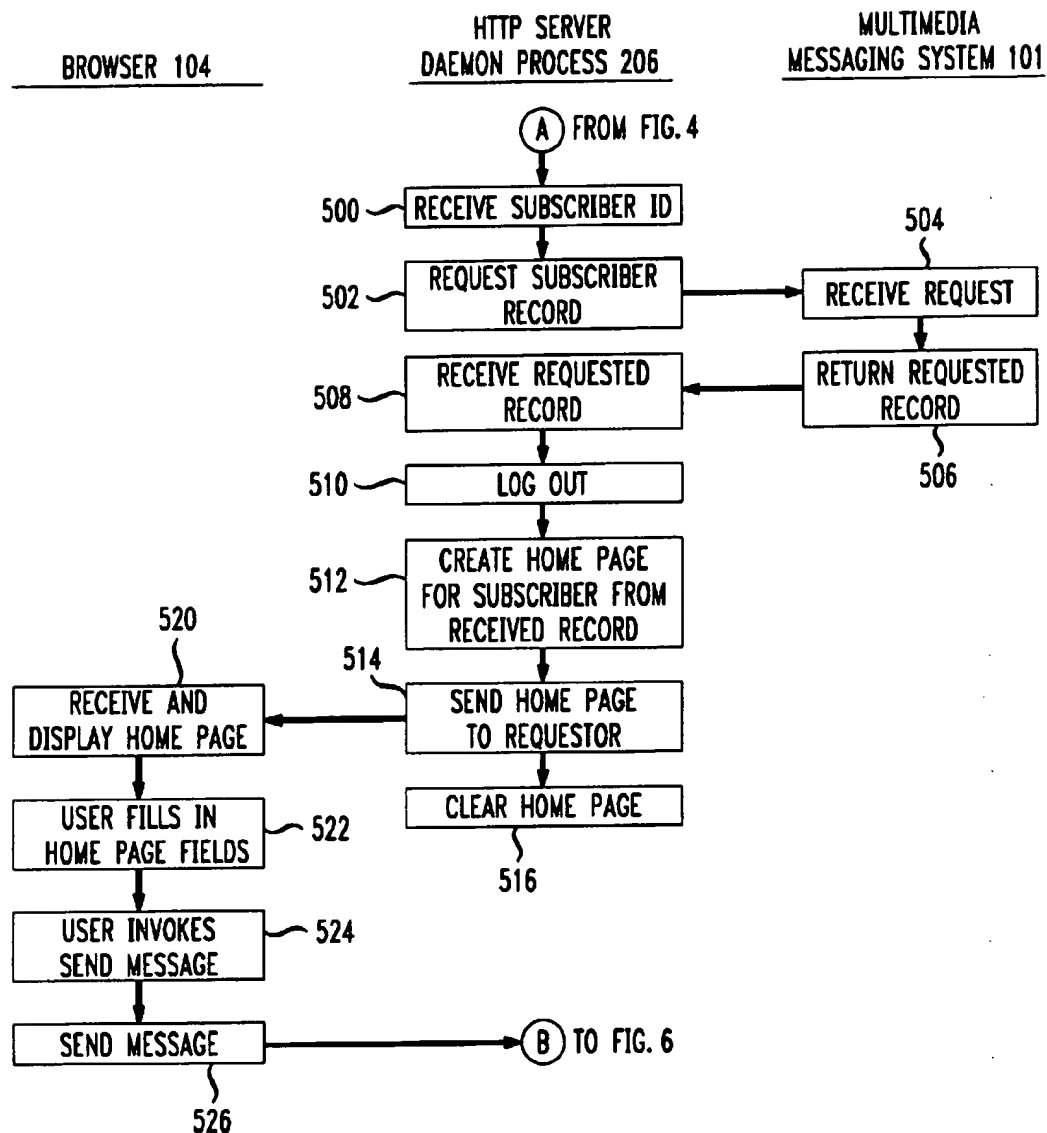 BROWSER 104
HTTP SERVER
DAEMON PROCESS 206
MULTIMEDIA
MESSAGING SYSTEM 101
A FROM FIG. 4
500
RECEIVE SUBSCRIBER ID
502
REQUEST SUBSCRIBER
RECORD
504
RECEIVE REQUEST
508
RECEIVE REQUESTED
RECORD
RETURN REQUESTED
RECORD
506
510
LOG OUT
512
CREATE HOME PAGE
FOR SUBSCRIBER FROM
RECEIVED RECORD
520
RECEIVE AND
DISPLAY HOME PAGE
514
SEND HOME PAGE
TO REQUESTOR
CLEAR HOME PAGE
516
USER FILLS IN
HOME PAGE FIELDS
522
USER INVOKES
SEND MESSAGE
524
SEND MESSAGE
526
B TO FIG. 6